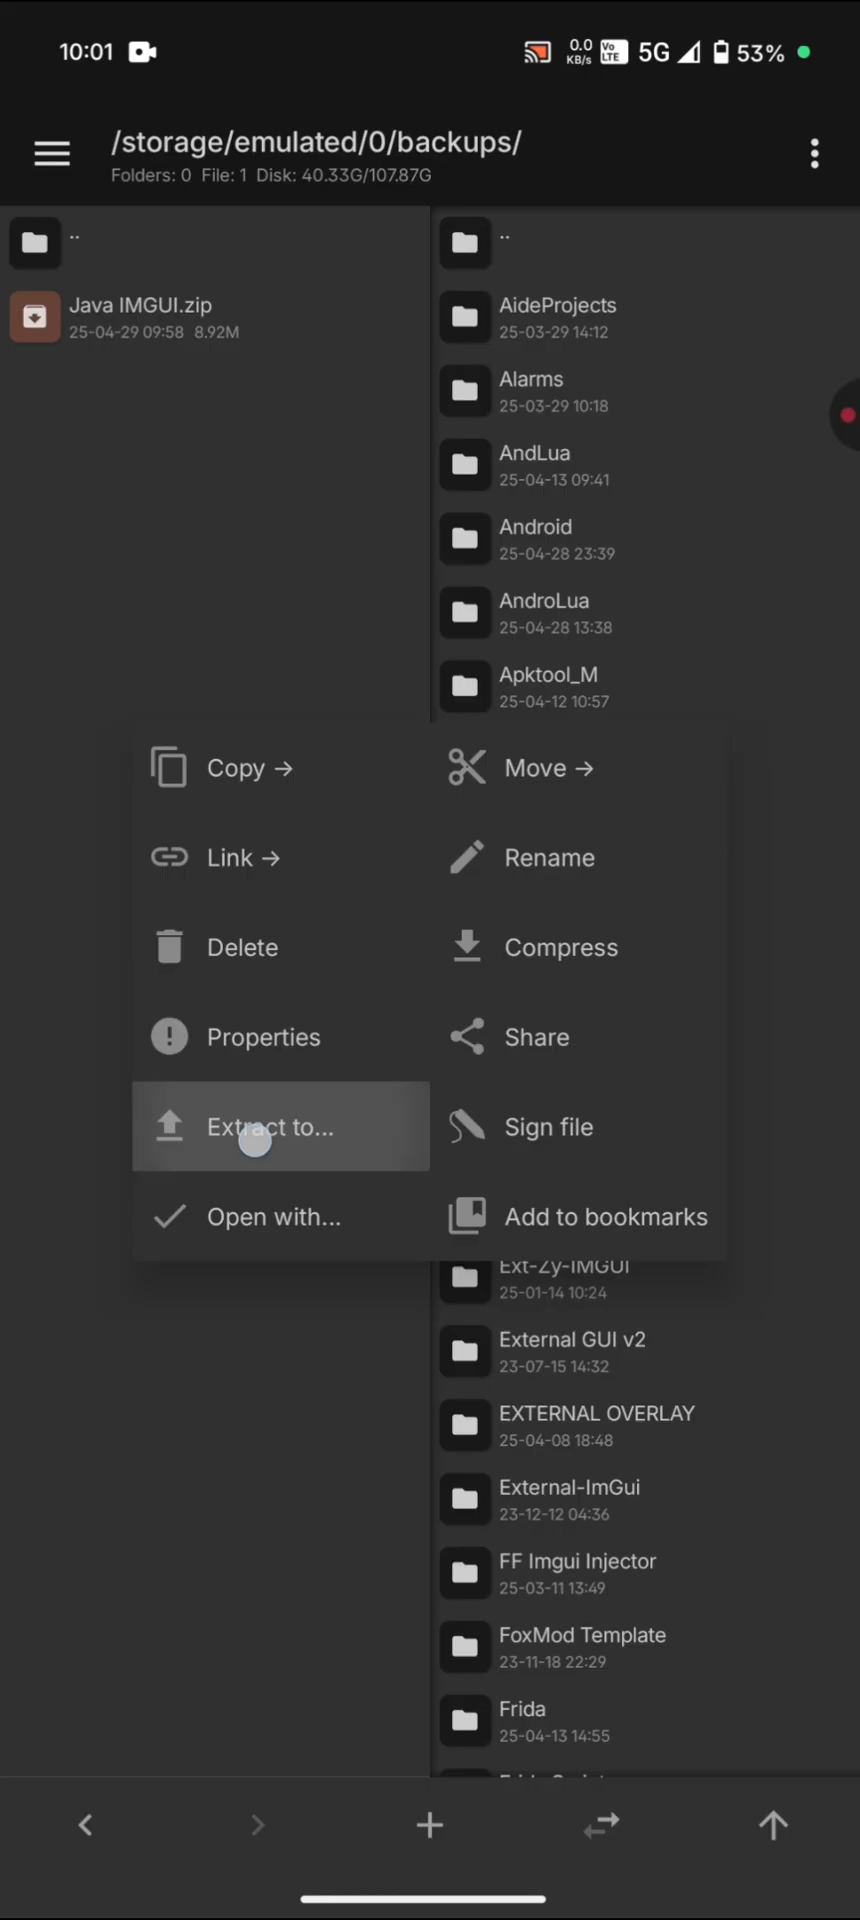 10:01
0.0 KB/s Vo LTE 5G 53%
/storage/emulated/0/backups/
Folders: 0 File: 1 Disk: 40.33G/107.87G
..
Java IMGUI.zip
25-04-29 09:58 8.92M
..
AideProjects
25-03-29 14:12
Alarms
25-03-29 10:18
AndLua
25-04-13 09:41
Android
25-04-28 23:39
AndroLua
25-04-28 13:38
Apktool_M
25-04-12 10:57
Copy →
Move →
Link →
Rename
Delete
Compress
Properties
Share
Extract to...
Sign file
Open with...
Add to bookmarks
Ext-Zy-IMGUI
25-01-14 10:24
External GUI v2
23-07-15 14:32
EXTERNAL OVERLAY
25-04-08 18:48
External-ImGui
23-12-12 04:36
FF Imgui Injector
25-03-11 13:49
FoxMod Template
23-11-18 22:29
Frida
25-04-13 14:55